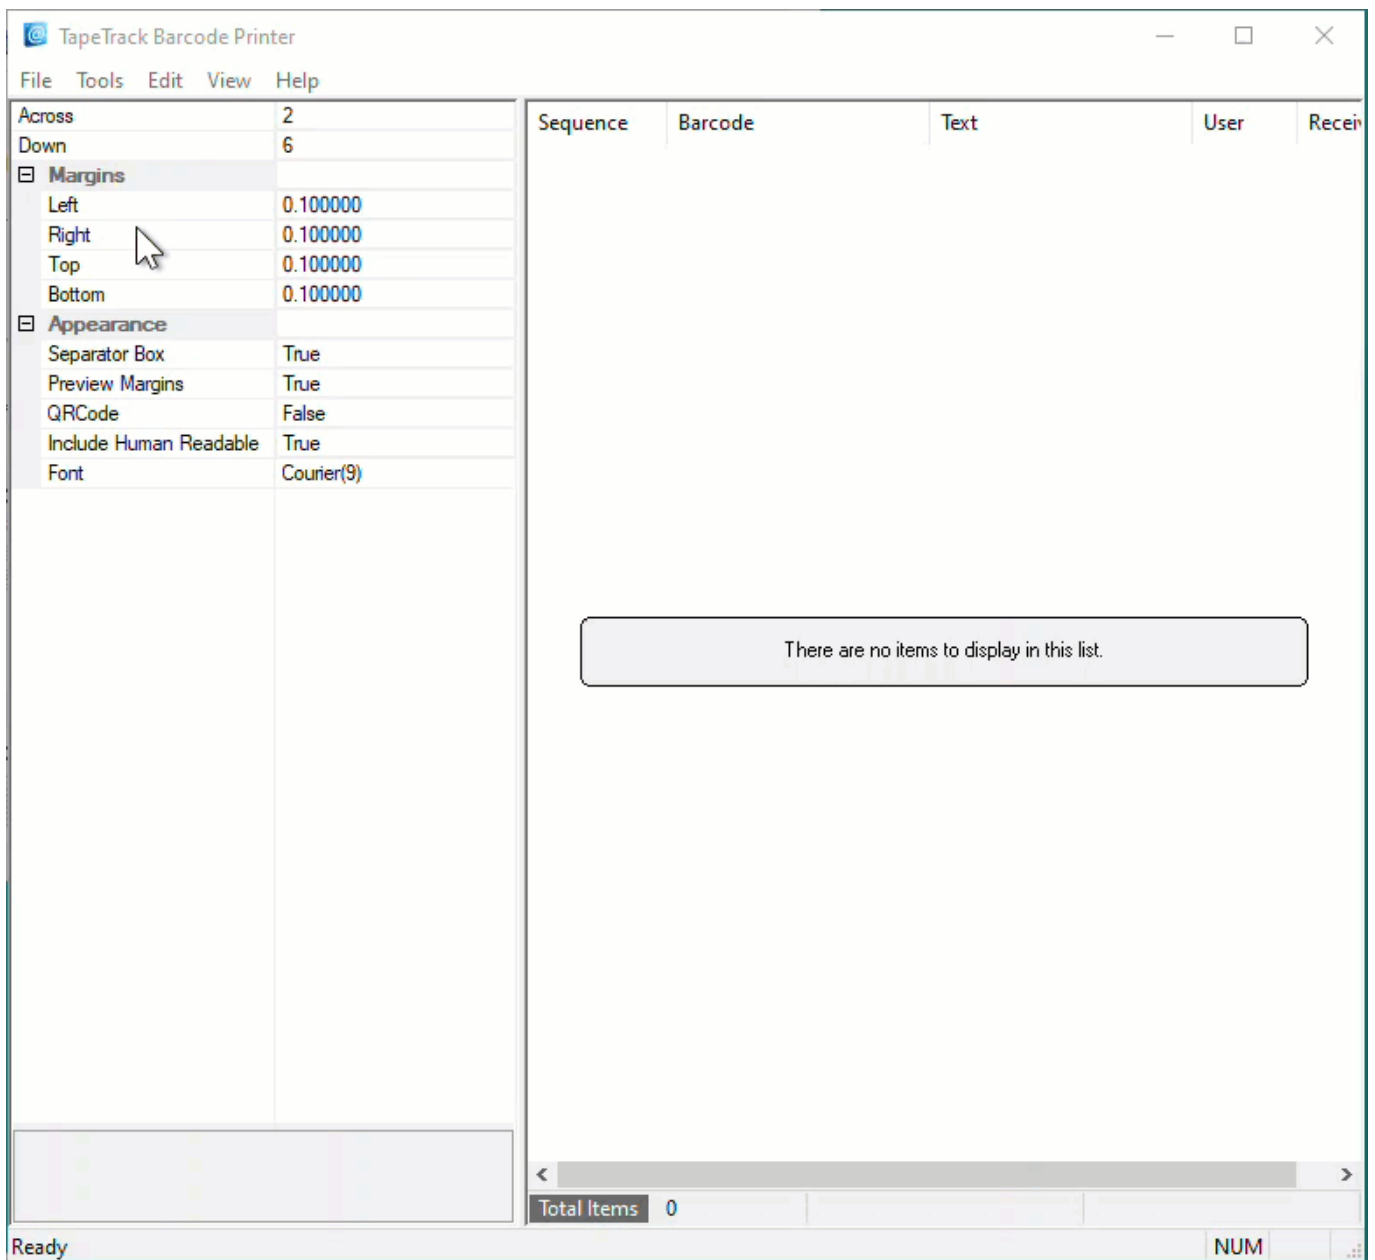 TapeTrack Barcode Printer
File Tools Edit View Help
Across 2
Down 6
Margins
Left 0.100000
Right 0.100000
Top 0.100000
Bottom 0.100000
Appearance
Separator Box True
Preview Margins True
QRCode False
Include Human Readable True
Font Courier(9)
Sequence Barcode Text User Receiv
There are no items to display in this list.
Total Items 0
Ready NUM